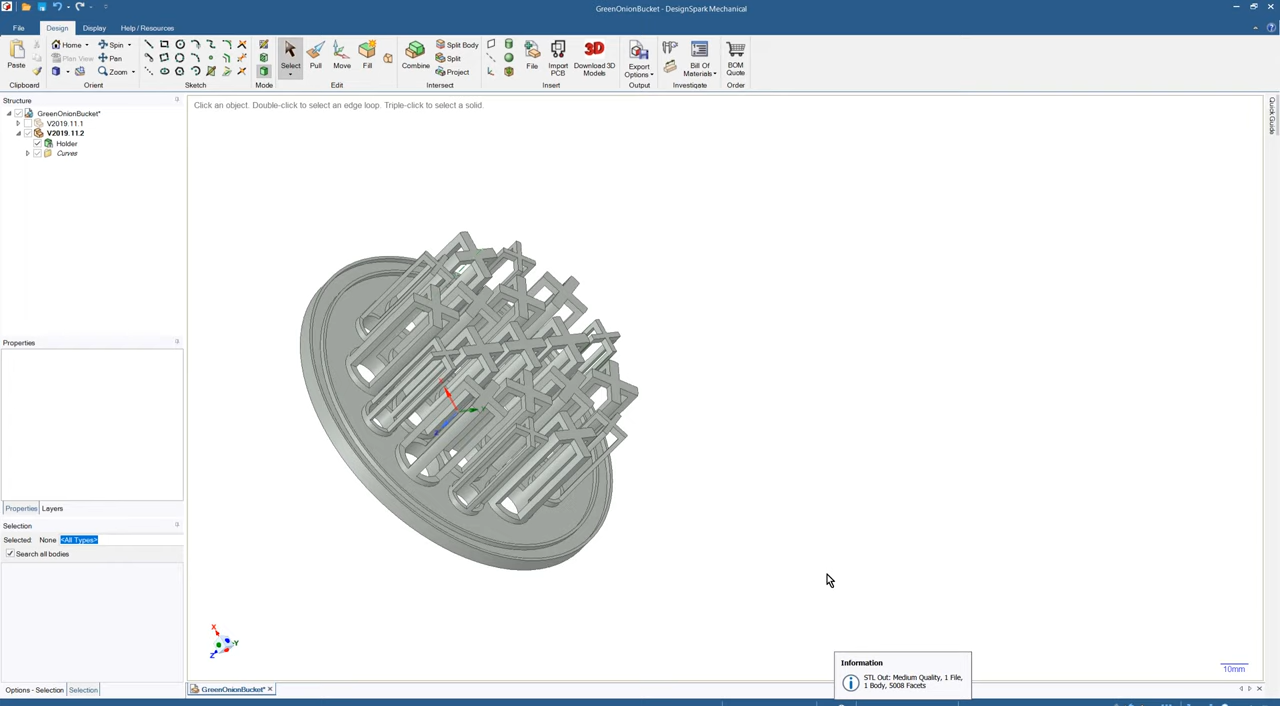 GreenOnionBucket - DesignSpark Mechanical
File Design Display Help / Resources
Paste
Clipboard
Home
Plan View
Spin
Pan
Zoom
Orient
Sketch
Mode
Select
Pull
Move
Fill
Edit
Combine
Split Body
Split
Project
Intersect
File
Import PCB
Download 3D Models
3D
Insert
Export Options
Output
Bill Of Materials
Investigate
BOM Quote
Order
Structure
GreenOnionBucket*
V2019.11.1
V2019.11.2
Holder
Curves
Click an object. Double-click to select an edge loop. Triple-click to select a solid.
Quick Guide
Properties
Properties Layers
Selection
Selected: None <All Types>
Search all bodies
X
Y
Z
Options - Selection Selection
GreenOnionBucket*
10mm
Information
STL Out: Medium Quality, 1 File,
1 Body, 5008 Facets